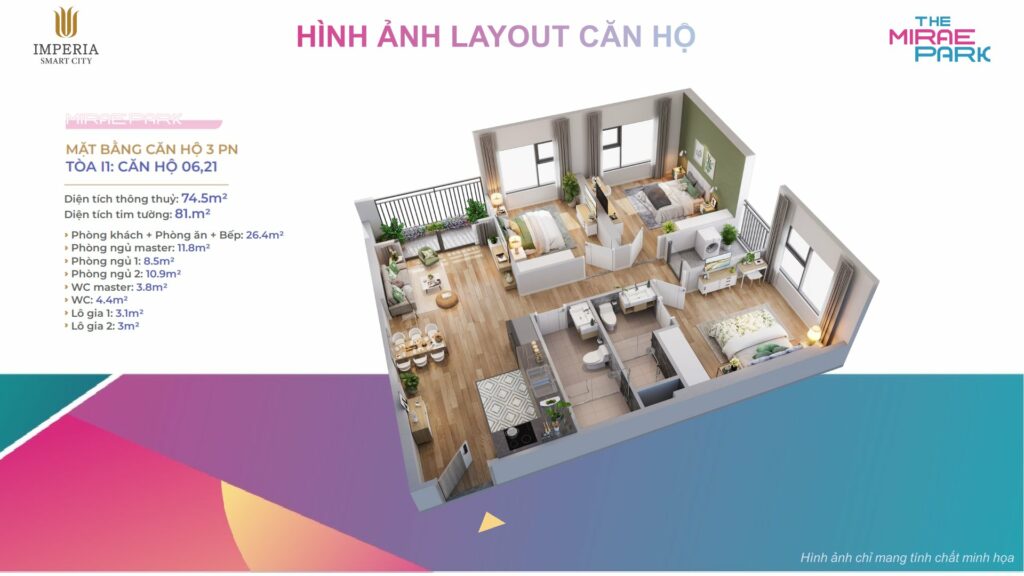 IMPERIA
SMART CITY
HÌNH ẢNH LAYOUT CĂN HỘ
THE
MIRAE
PARK
MIRAE PARK
MẶT BẰNG CĂN HỘ 3 PN
TÒA I1: CĂN HỘ 06,21
Diện tích thông thuỷ: 74.5m²
Diện tích tim tường: 81.m²
Phòng khách + Phòng ăn + Bếp: 26.4m²
Phòng ngủ master: 11.8m²
Phòng ngủ 1: 8.5m²
Phòng ngủ 2: 10.9m²
WC master: 3.8m²
WC: 4.4m²
Lô gia 1: 3.1m²
Lô gia 2: 3m²
Hình ảnh chỉ mang tính chất minh họa